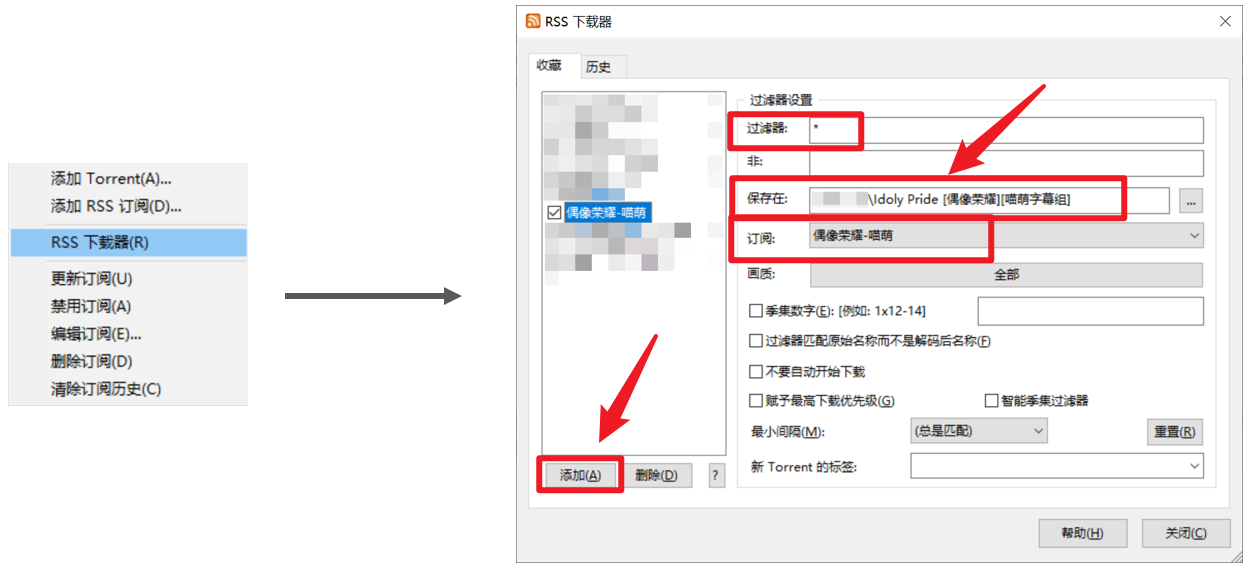 添加 Torrent(A)...
添加 RSS 订阅(D)...
RSS 下载器(R)
更新订阅(U)
禁用订阅(A)
编辑订阅(E)...
删除订阅(D)
清除订阅历史(C)
RSS 下载器
收藏 历史
偶像荣耀-喵萌
添加(A) 删除(D) ?
过滤器设置
过滤器: *
非:
保存在: \Idoly Pride [偶像荣耀][喵萌字幕组] ...
订阅: 偶像荣耀-喵萌
画质: 全部
季集数字(E): [例如: 1x12-14]
过滤器匹配原始名称而不是解码后名称(F)
不要自动开始下载
赋予最高下载优先级(G) 智能季集过滤器
最小间隔(M): (总是匹配) 重置(R)
新 Torrent 的标签:
帮助(H) 关闭(C)